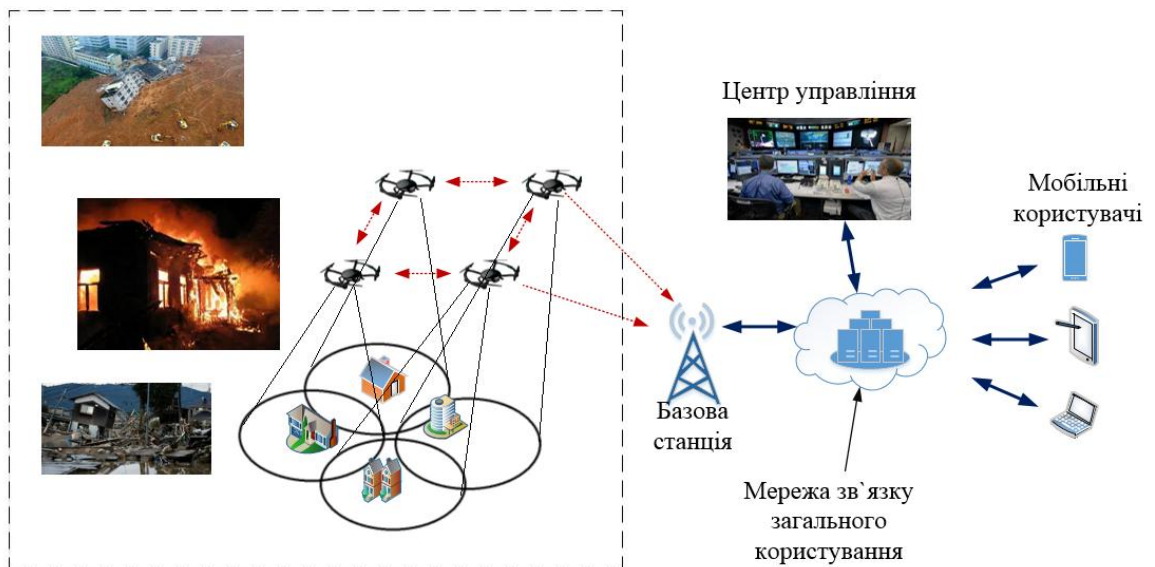 Центр управління
Мобільні
користувачі
Базова
станція
Мережа зв`язку
загального
користування